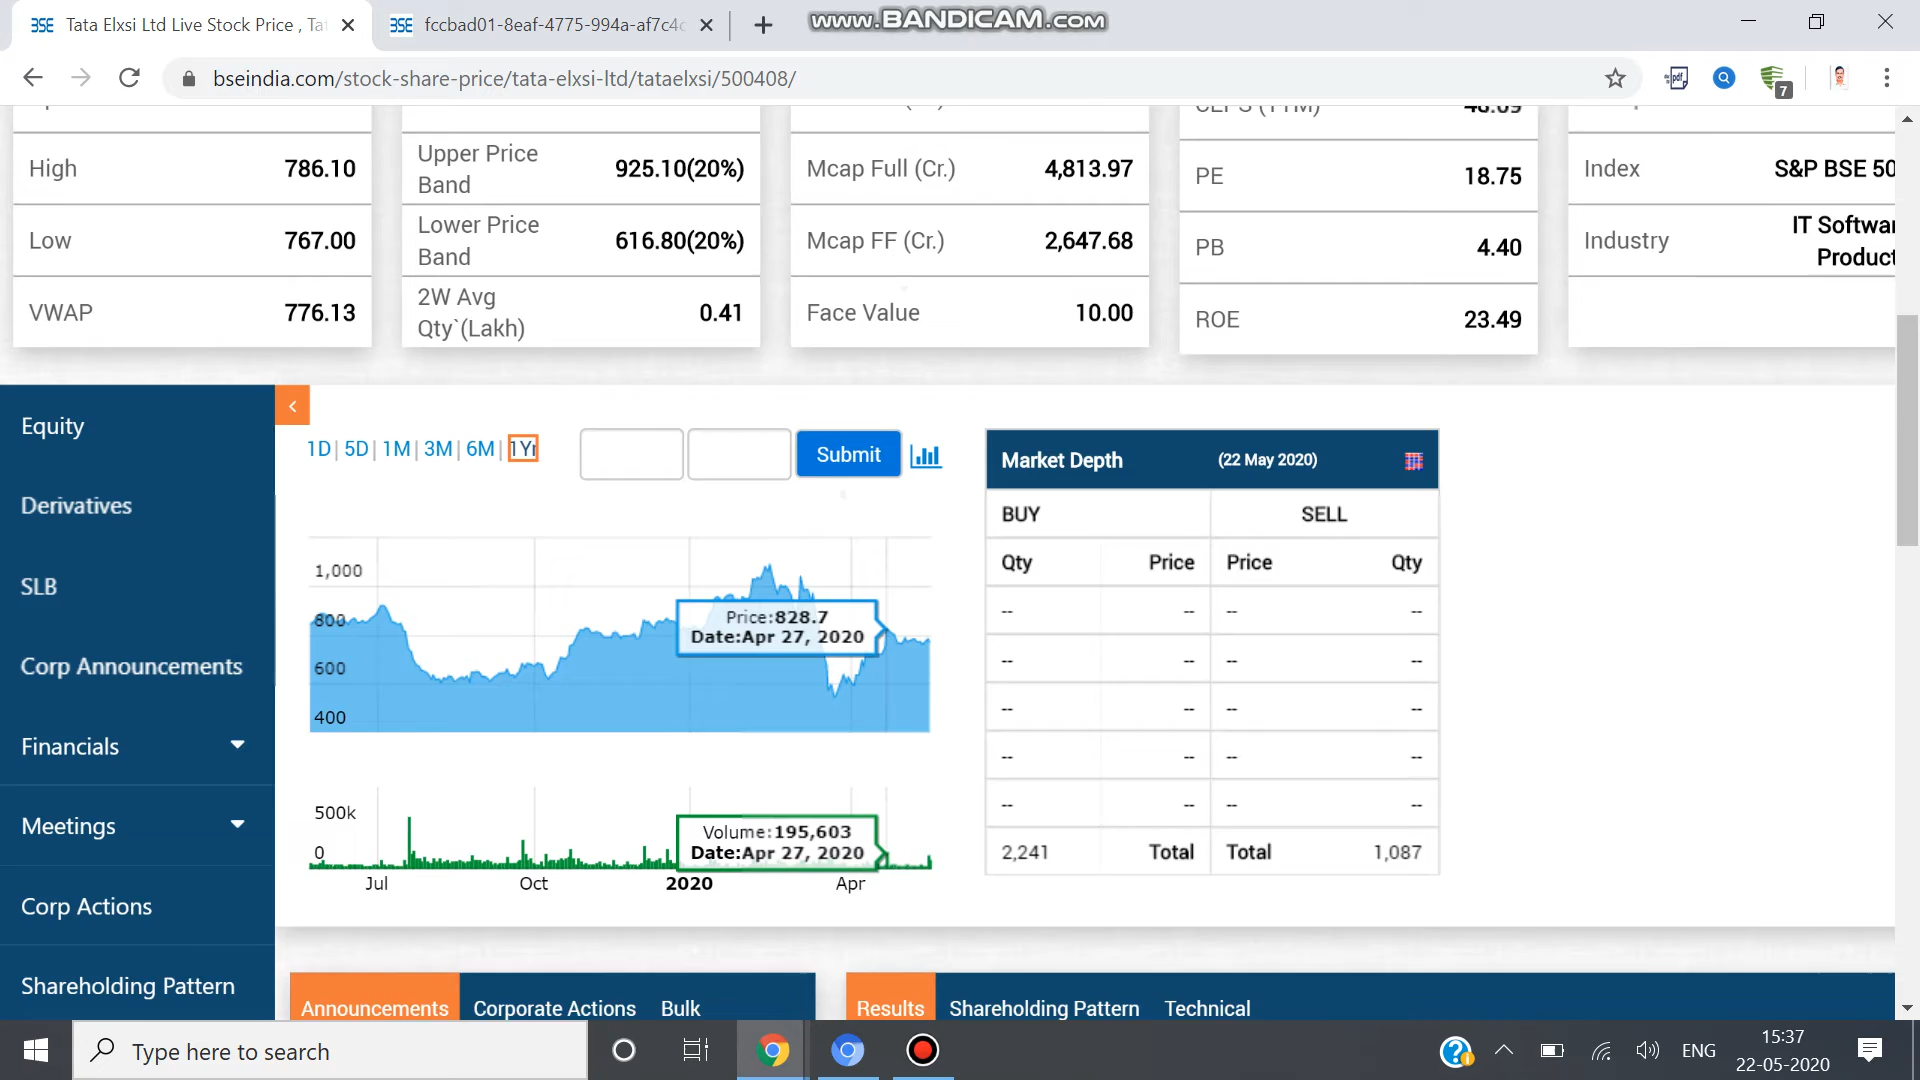 Tata Elxsi Ltd Live Stock Price , Tat
fccbad01-8eaf-4775-994a-af7c4c
www.BANDICAM.com
bseindia.com/stock-share-price/tata-elxsi-ltd/tataelxsi/500408/
7
High 786.10
Low 767.00
VWAP 776.13
Upper Price
Band
925.10(20%)
Lower Price
Band
616.80(20%)
2W Avg
Qty`(Lakh)
0.41
Mcap Full (Cr.) 4,813.97
Mcap FF (Cr.) 2,647.68
Face Value 10.00
PE 18.75
PB 4.40
ROE 23.49
Index S&P BSE 50
Industry
IT Softwar
Product
Equity
Derivatives
SLB
Corp Announcements
Financials
Meetings
Corp Actions
Shareholding Pattern
1D| 5D| 1M| 3M| 6M| 1Yr
Submit
1,000
800
600
400
Price:828.7
Date:Apr 27, 2020
500k
0
Volume:195,603
Date:Apr 27, 2020
Jul Oct 2020 Apr
Market Depth (22 May 2020)
BUY SELL
Qty Price Price Qty
-- -- -- --
-- -- -- --
-- -- -- --
-- -- -- --
-- -- -- --
2,241 Total Total 1,087
Announcements Corporate Actions Bulk
Results Shareholding Pattern Technical
Type here to search
ENG
15:37
22-05-2020